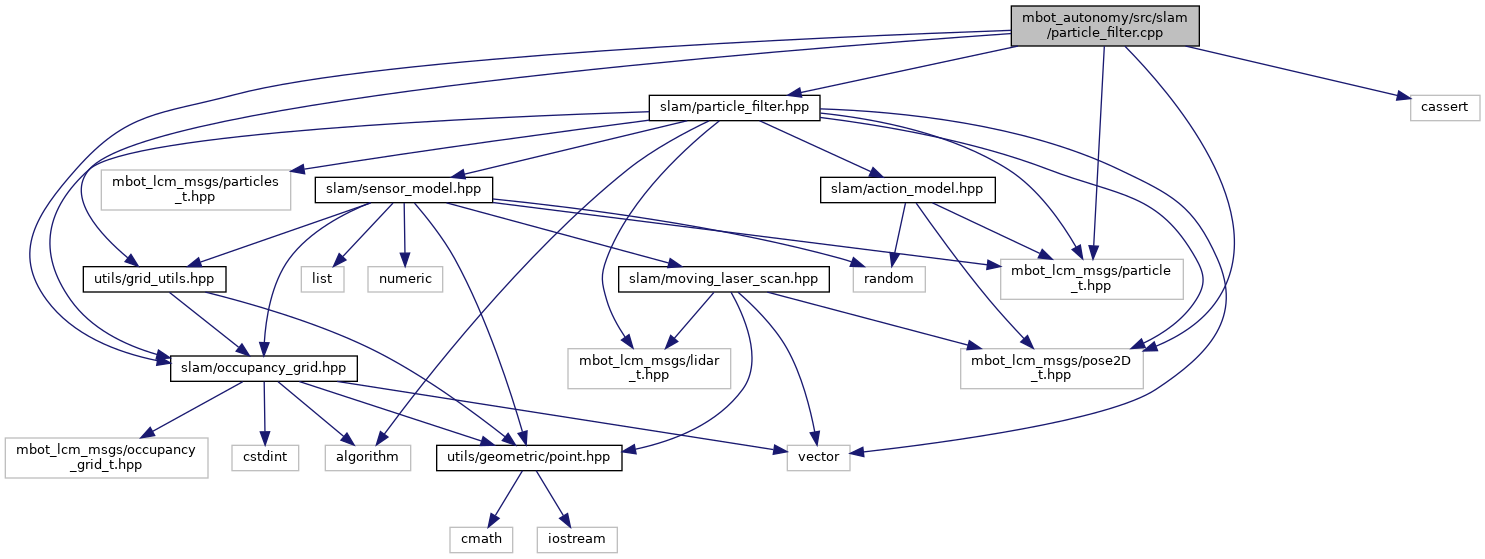 mbot_autonomy/src/slam
/particle_filter.cpp
slam/particle_filter.hpp
cassert
mbot_lcm_msgs/particles
_t.hpp
slam/sensor_model.hpp
slam/action_model.hpp
utils/grid_utils.hpp
list
numeric
slam/moving_laser_scan.hpp
random
mbot_lcm_msgs/particle
_t.hpp
slam/occupancy_grid.hpp
mbot_lcm_msgs/lidar
_t.hpp
mbot_lcm_msgs/pose2D
_t.hpp
mbot_lcm_msgs/occupancy
_grid_t.hpp
cstdint
algorithm
utils/geometric/point.hpp
vector
cmath
iostream